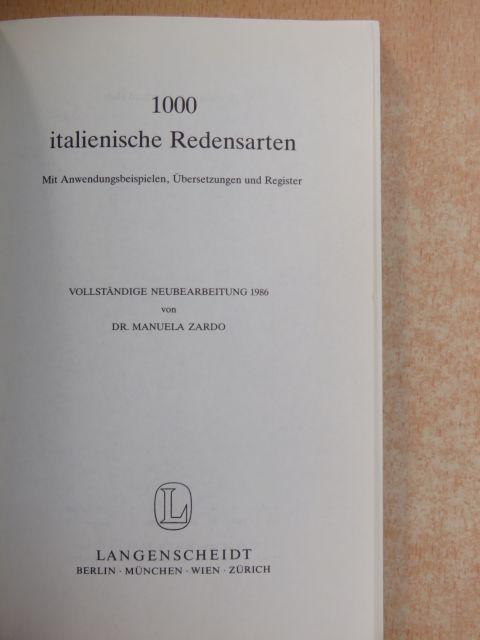 1000
italienische Redensarten
Mit Anwendungsbeispielen, Übersetzungen und Register
VOLLSTÄNDIGE NEUBEARBEITUNG 1986
von
DR. MANUELA ZARDO
L
LANGENSCHEIDT
BERLIN · MÜNCHEN · WIEN · ZÜRICH